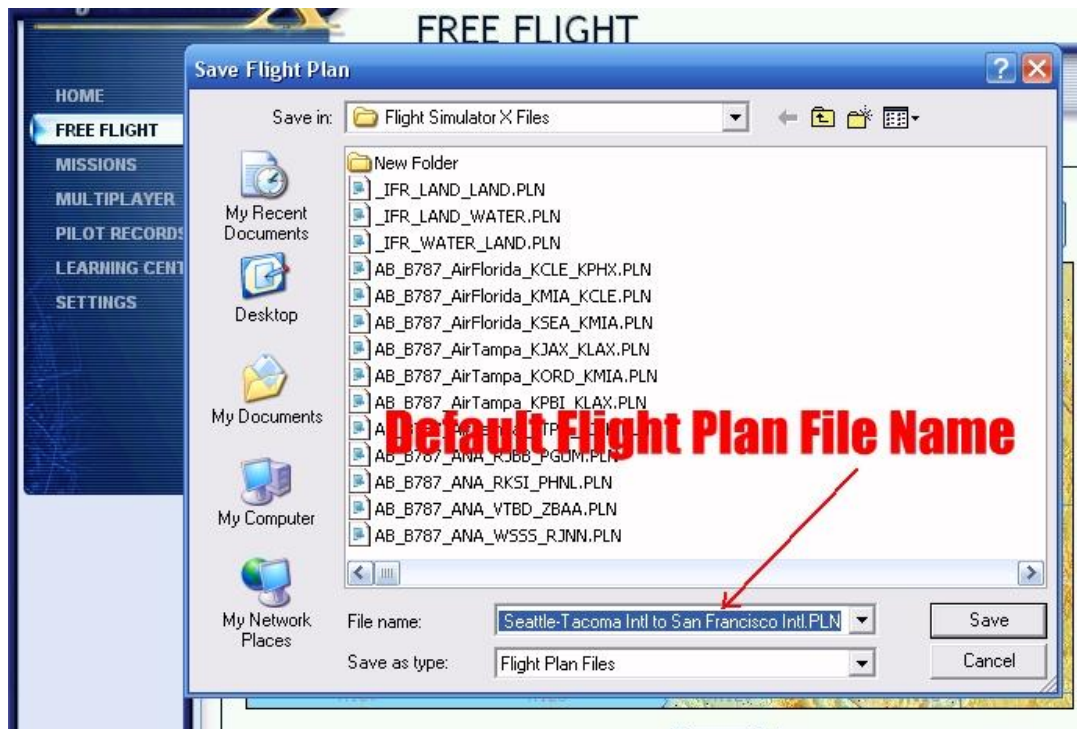 FREE FLIGHT
HOME
FREE FLIGHT
MISSIONS
MULTIPLAYER
PILOT RECORDS
LEARNING CENT
SETTINGS
Save Flight Plan
Save in: Flight Simulator X Files
My Recent Documents
Desktop
My Documents
My Computer
My Network Places
New Folder
_IFR_LAND_LAND.PLN
_IFR_LAND_WATER.PLN
_IFR_WATER_LAND.PLN
AB_B787_AirFlorida_KCLE_KPHX.PLN
AB_B787_AirFlorida_KMIA_KCLE.PLN
AB_B787_AirFlorida_KSEA_KMIA.PLN
AB_B787_AirTampa_KJAX_KLAX.PLN
AB_B787_AirTampa_KORD_KMIA.PLN
AB_B787_AirTampa_KPBI_KLAX.PLN
Default Flight Plan File Name
AB_B787_ANA_RJBB_PGUM.PLN
AB_B787_ANA_RKSI_PHNL.PLN
AB_B787_ANA_VTBD_ZBAA.PLN
AB_B787_ANA_WSSS_RJNN.PLN
File name: Seattle-Tacoma Intl to San Francisco Intl.PLN
Save
Save as type: Flight Plan Files
Cancel